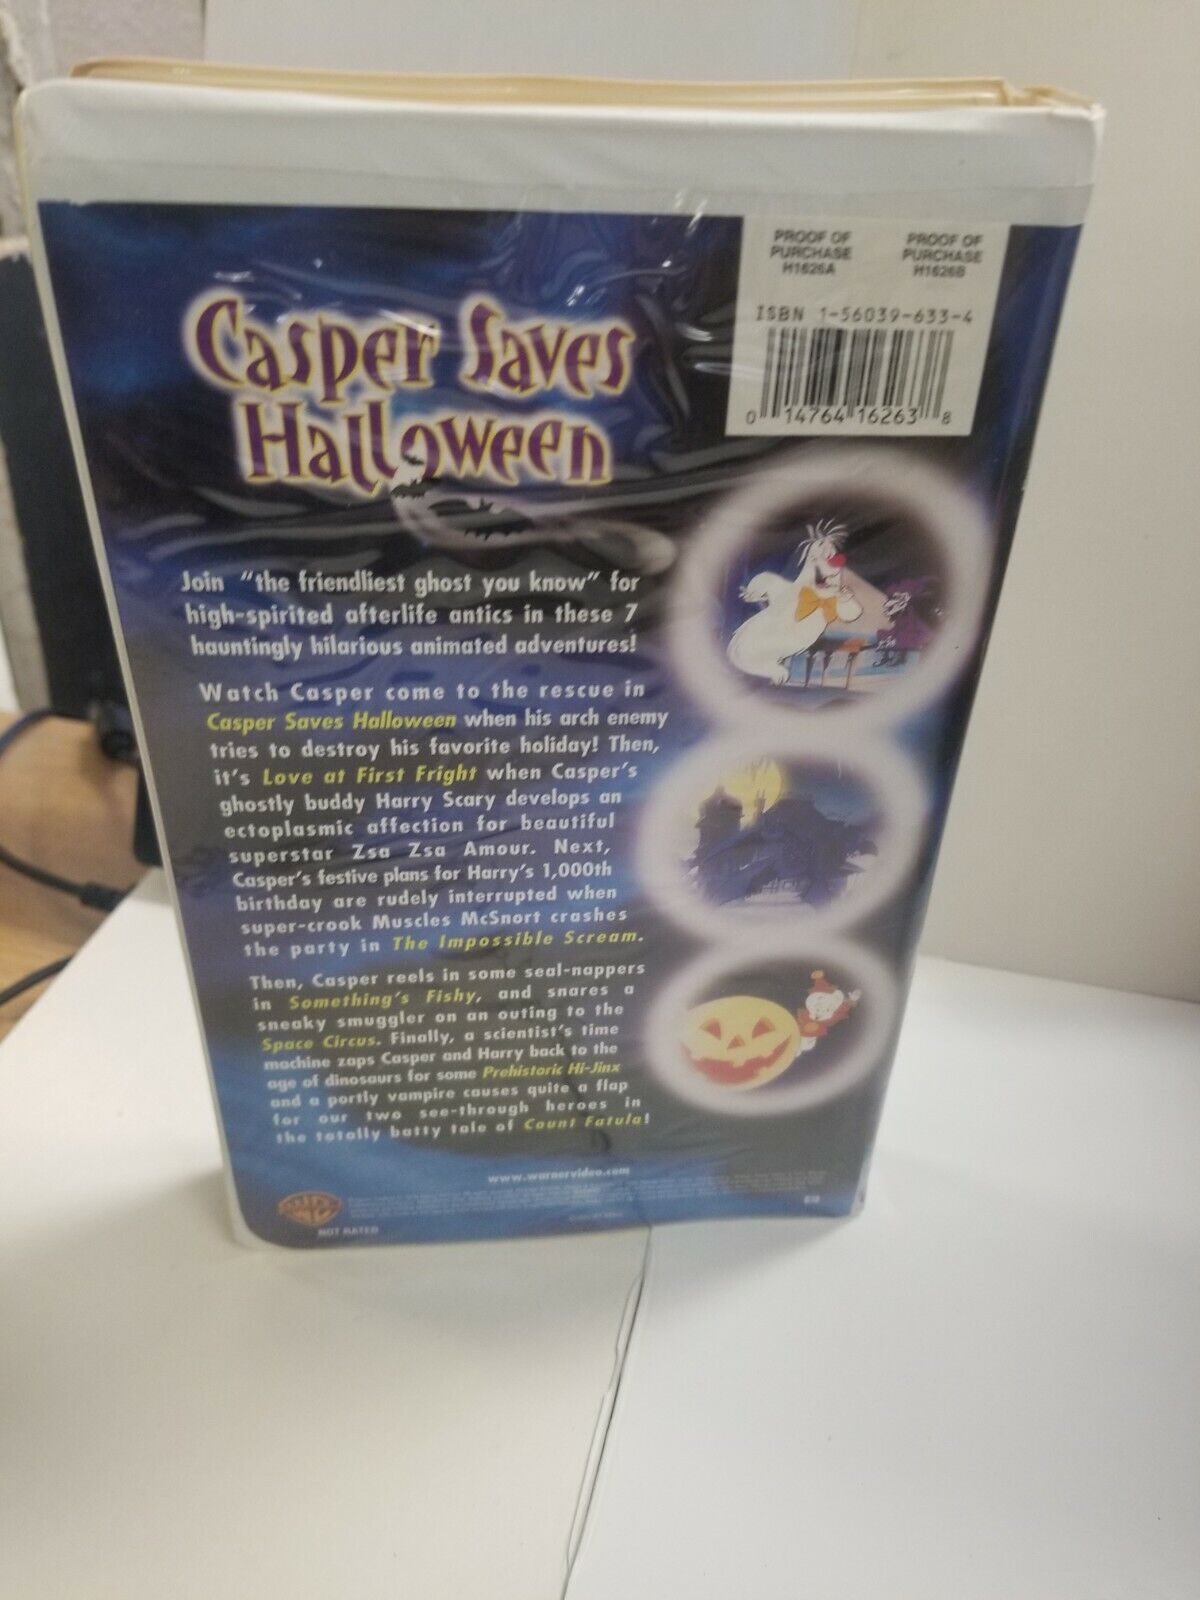 PROOF OF PURCHASE H1626A
PROOF OF PURCHASE H1626B
ISBN 1-56039-633-4
0 14764 16263 8
Casper Saves
Halloween
Join "the friendliest ghost you know" for
high-spirited afterlife antics in these 7
hauntingly hilarious animated adventures!
Watch Casper come to the rescue in
Casper Saves Halloween when his arch enemy
tries to destroy his favorite holiday! Then,
it's Love at First Fright when Casper's
ghostly buddy Harry Scary develops an
ectoplasmic affection for beautiful
superstar Zsa Zsa Amour. Next,
Casper's festive plans for Harry's 1,000th
birthday are rudely interrupted when
super-crook Muscles McSnort crashes
the party in The Impossible Scream.
Then, Casper reels in some seal-nappers
in Something's Fishy, and snares a
sneaky smuggler on an outing to the
Space Circus. Finally, a scientist's time
machine zaps Casper and Harry back to the
age of dinosaurs for some Prehistoric Hi-Jinx
and a portly vampire causes quite a flap
for our two see-through heroes in
the totally batty tale of Count Fatula!
www.warnervideo.com
NOT RATED